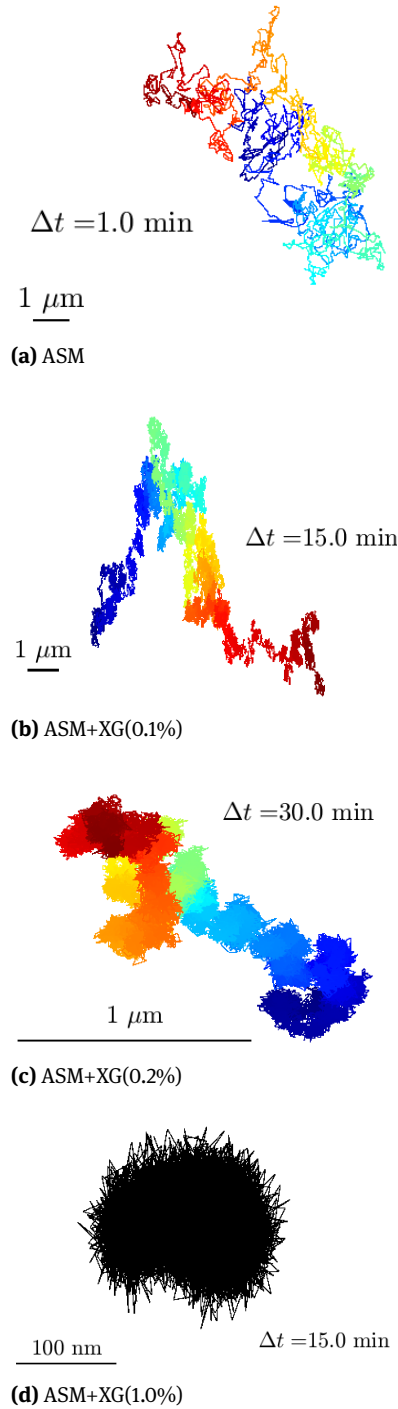 Δt = 1.0 min
1 μm
(a) ASM
Δt = 15.0 min
1 μm
(b) ASM+XG(0.1%)
Δt = 30.0 min
1 μm
(c) ASM+XG(0.2%)
100 nm
Δt = 15.0 min
(d) ASM+XG(1.0%)